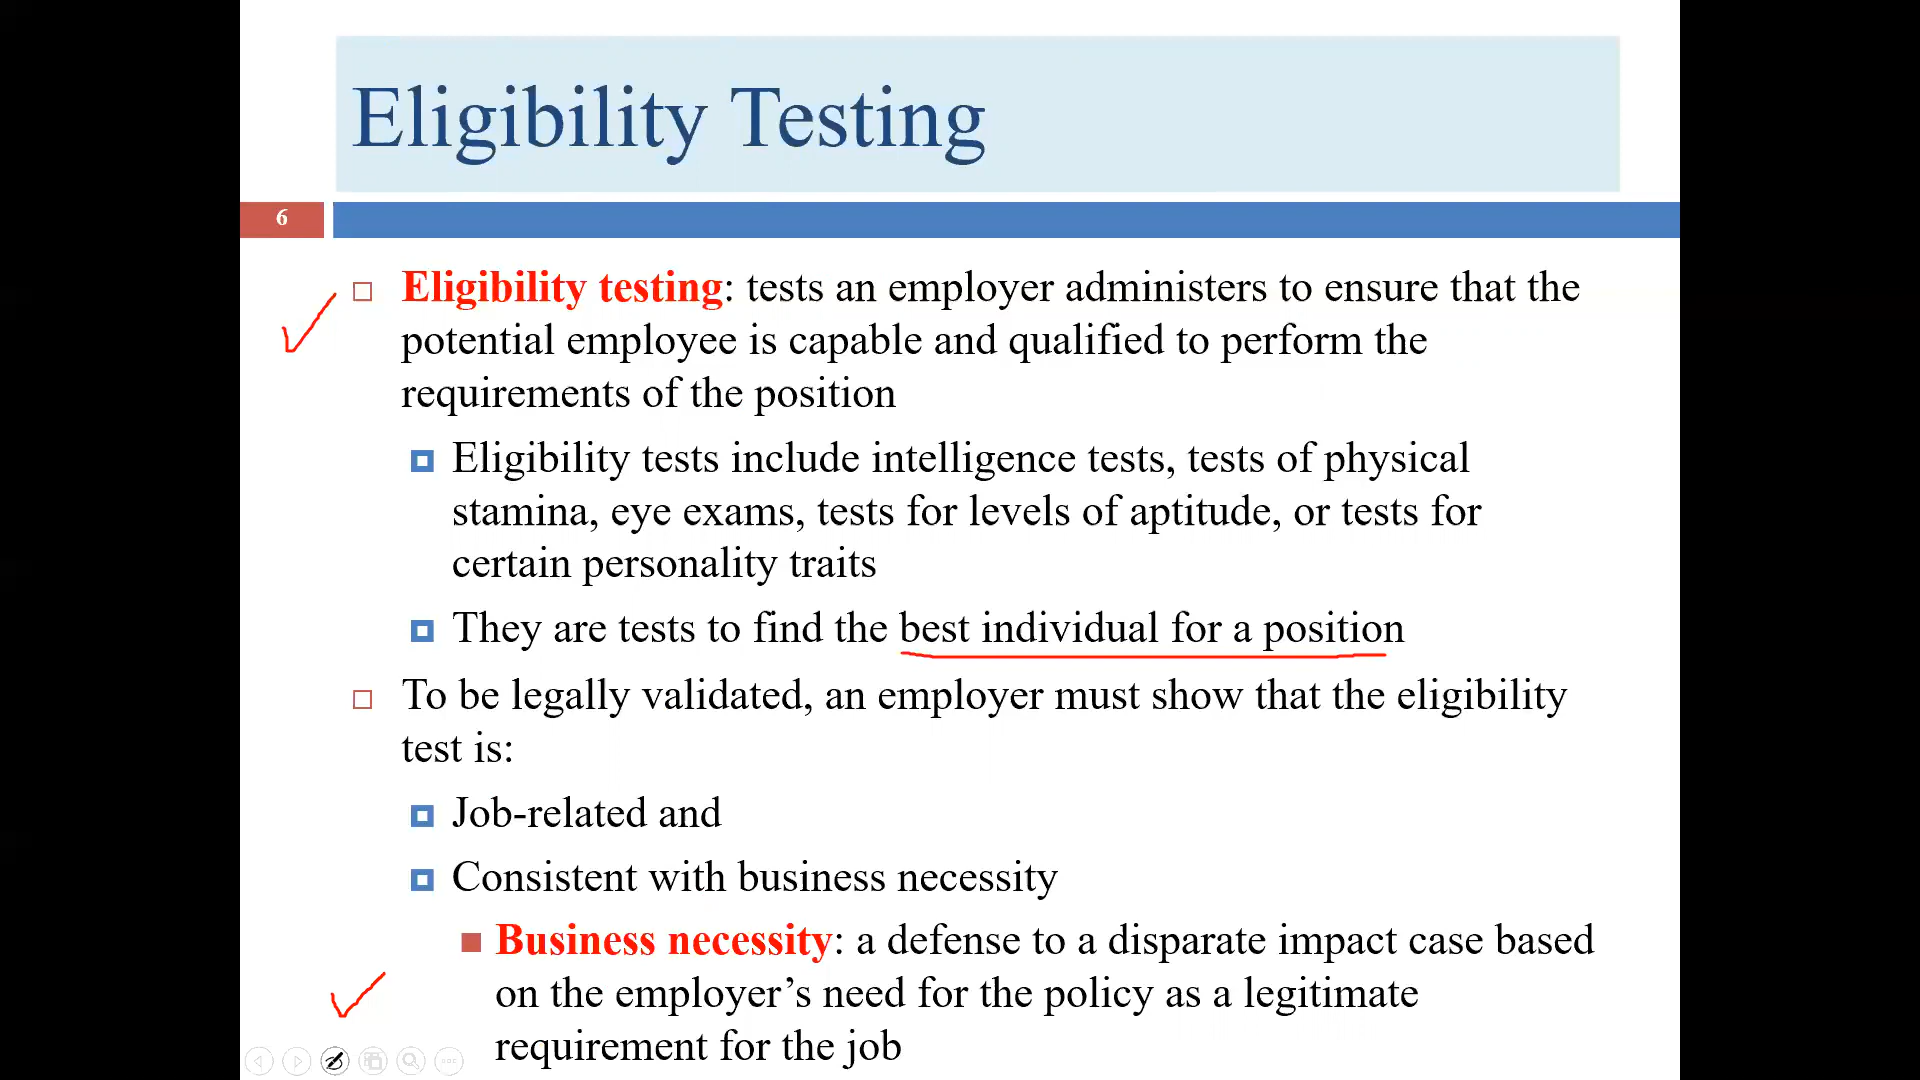 Eligibility Testing
6
Eligibility testing: tests an employer administers to ensure that the
potential employee is capable and qualified to perform the
requirements of the position
Eligibility tests include intelligence tests, tests of physical
stamina, eye exams, tests for levels of aptitude, or tests for
certain personality traits
They are tests to find the best individual for a position
To be legally validated, an employer must show that the eligibility
test is:
Job-related and
Consistent with business necessity
Business necessity: a defense to a disparate impact case based
on the employer’s need for the policy as a legitimate
requirement for the job